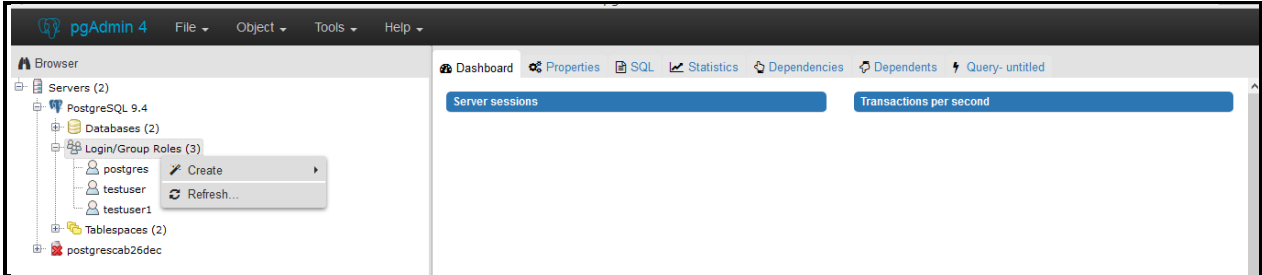 pgAdmin 4 File Object Tools Help
Browser
Dashboard Properties SQL Statistics Dependencies Dependents Query- untitled
Servers (2)
Server sessions Transactions per second
PostgreSQL 9.4
Databases (2)
Login/Group Roles (3)
postgres
Create
testuser
Refresh...
testuser1
Tablespaces (2)
postgrescab26dec